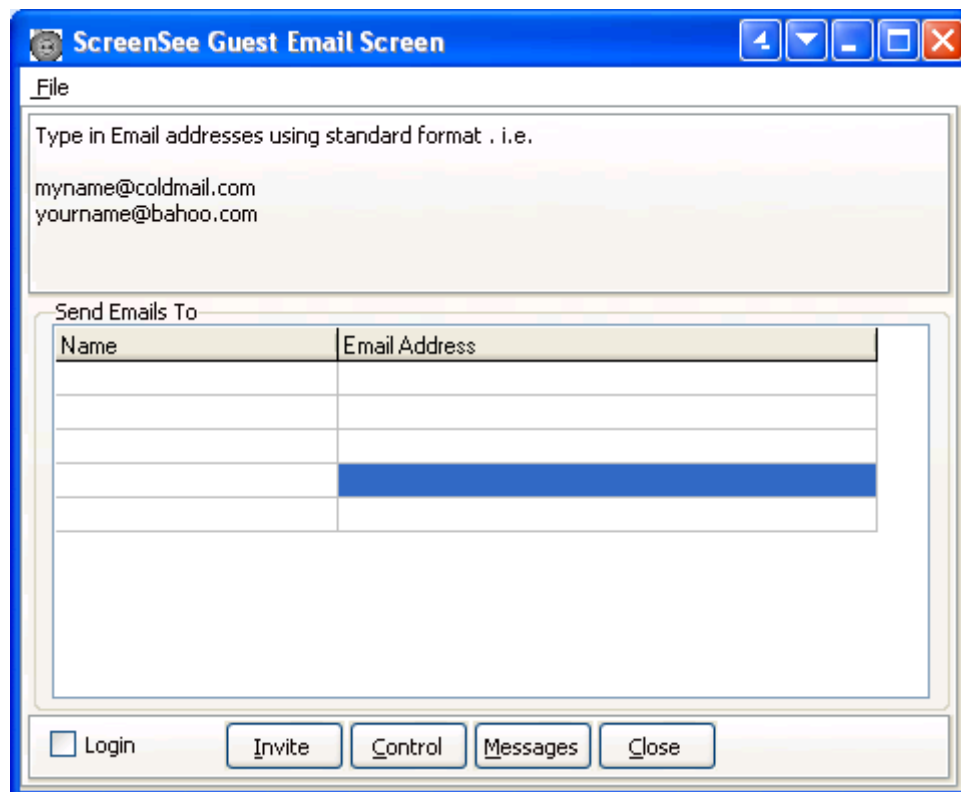 ScreenSee Guest Email Screen
File
Type in Email addresses using standard format . i.e.
myname@coldmail.com
yourname@bahoo.com
Send Emails To
Name Email Address
Login Invite Control Messages Close